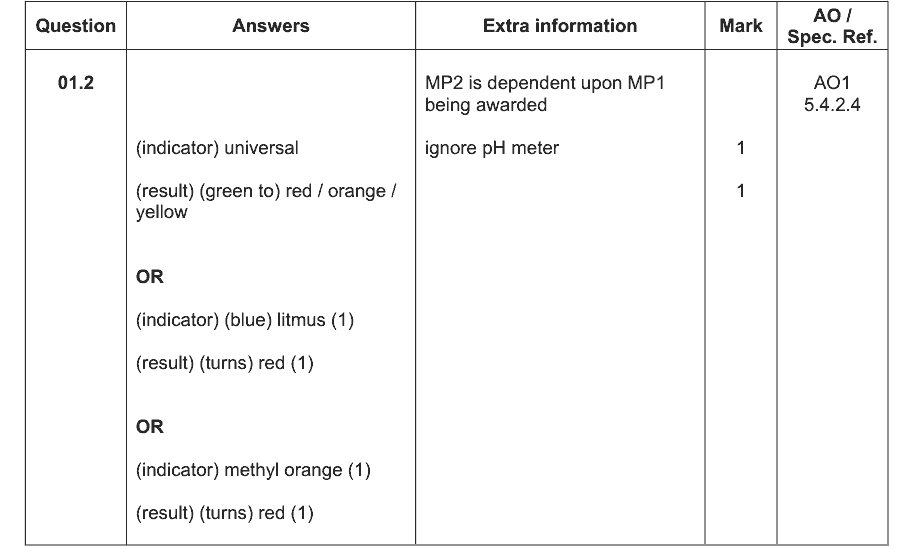 Question Answers Extra information Mark AO / Spec. Ref.
01.2 MP2 is dependent upon MP1 AO1
being awarded 5.4.2.4
(indicator) universal ignore pH meter 1
(result) (green to) red / orange / 1
yellow
OR
(indicator) (blue) litmus (1)
(result) (turns) red (1)
OR
(indicator) methyl orange (1)
(result) (turns) red (1)